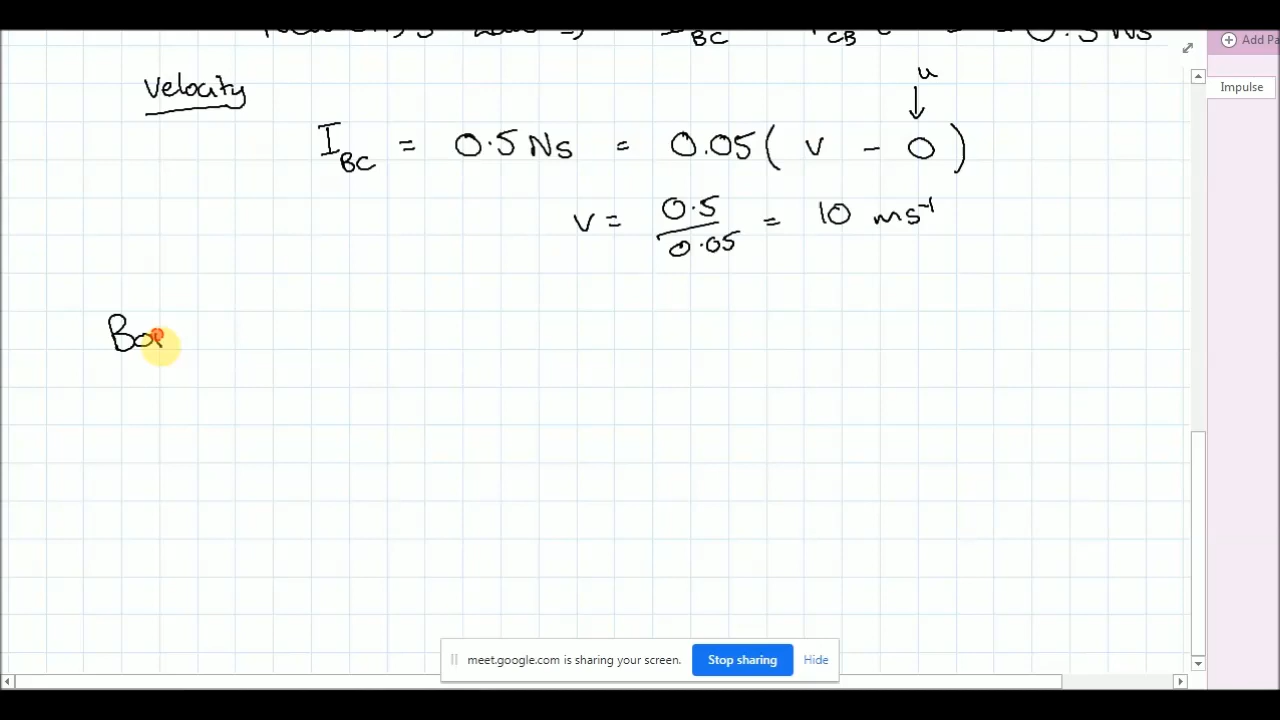 Add Pa
Impulse
Velocity
u
I_BC = 0.5 Ns = 0.05 ( v - 0 )
v = 0.5/0.05 = 10 ms⁻¹
meet.google.com is sharing your screen. Stop sharing Hide